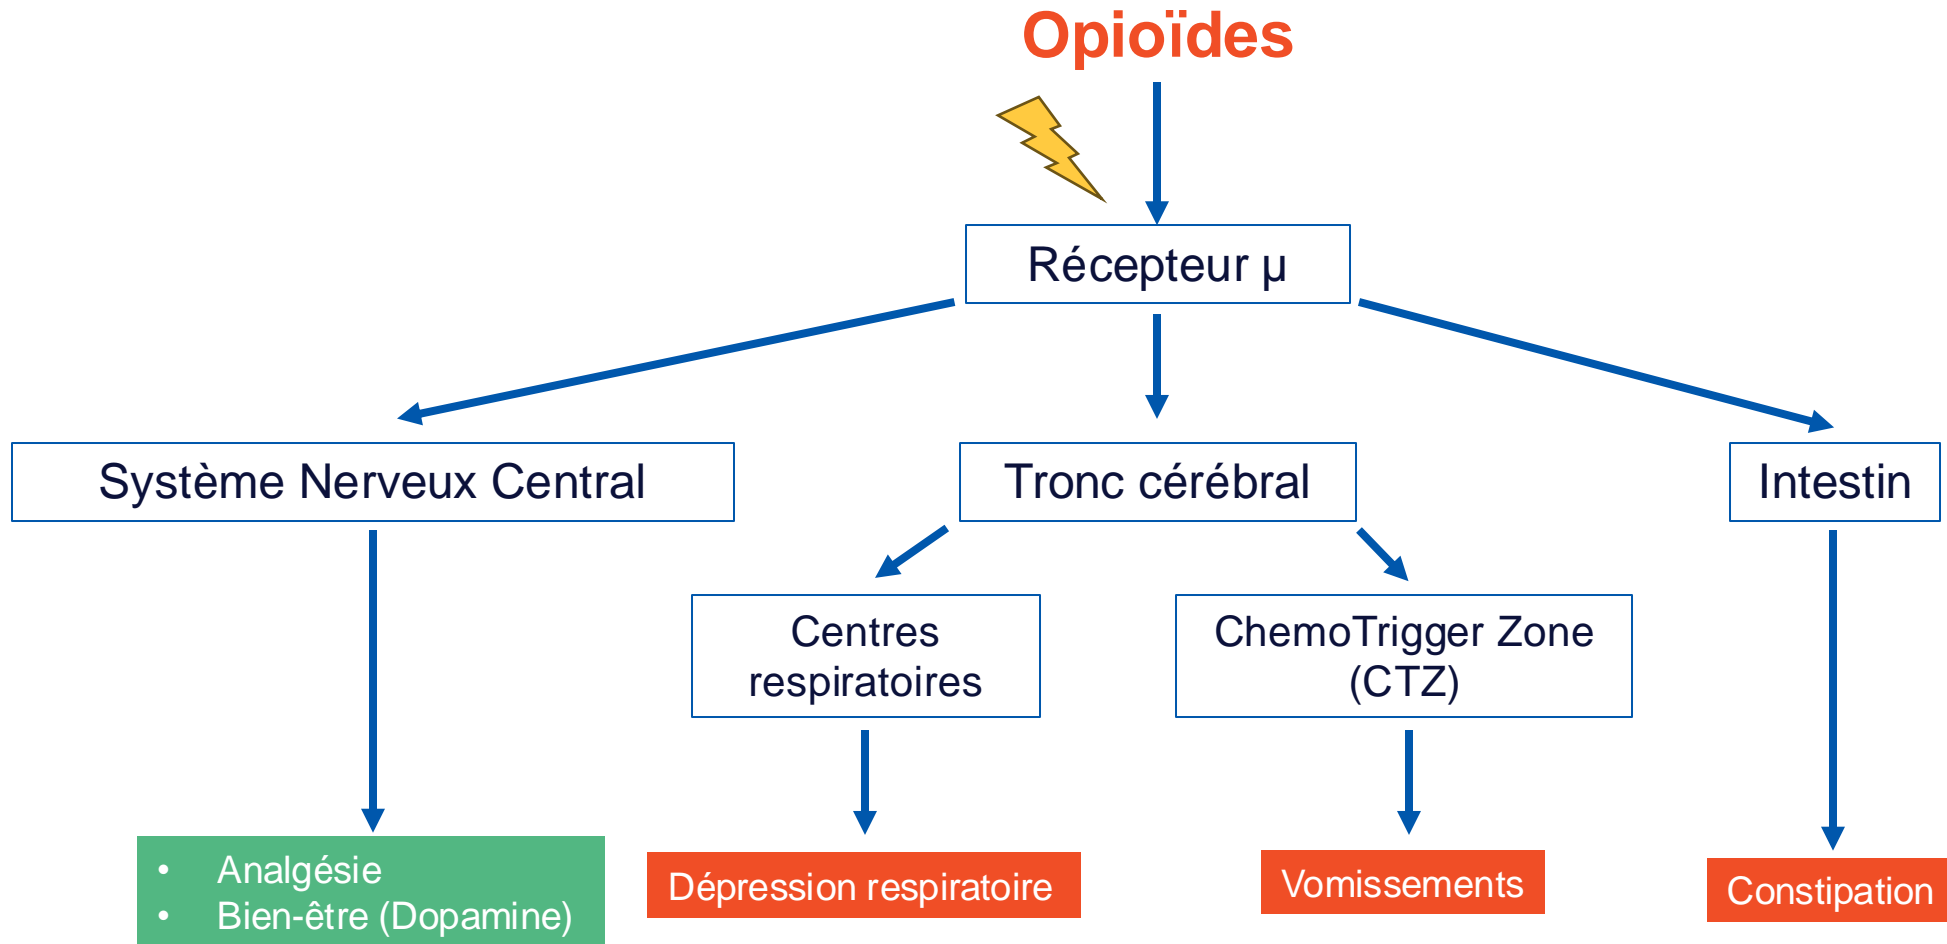 Opioïdes
Récepteur µ
Système Nerveux Central
Tronc cérébral
Intestin
Centres
respiratoires
ChemoTrigger Zone
(CTZ)
• Analgésie
• Bien-être (Dopamine)
Dépression respiratoire
Vomissements
Constipation